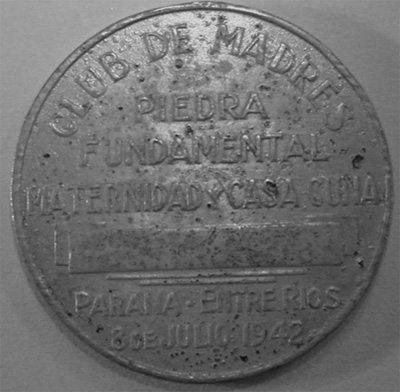 CLUB DE MADRES
PIEDRA
FUNDAMENTAL
MATERNIDAD Y CASA CUNA
PARANA - ENTRE RIOS
8 DE JULIO 1942